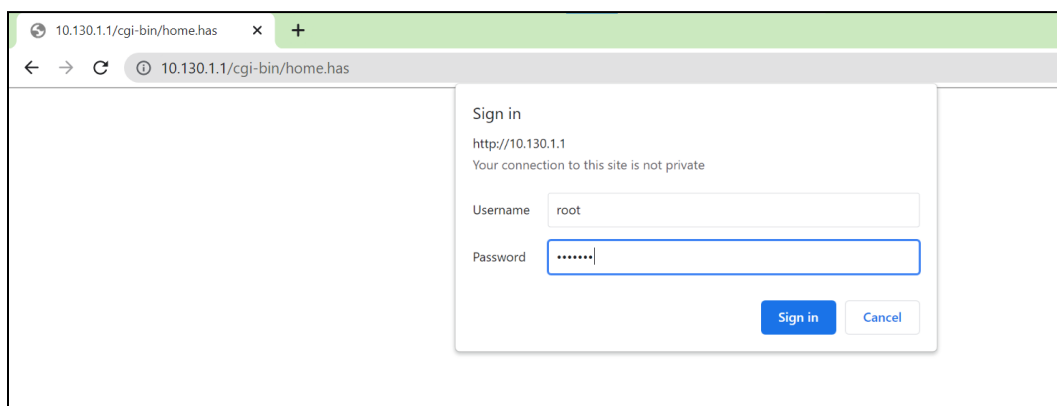 10.130.1.1/cgi-bin/home.has
10.130.1.1/cgi-bin/home.has
Sign in
http://10.130.1.1
Your connection to this site is not private
Username root
Password •••••••
Sign in Cancel